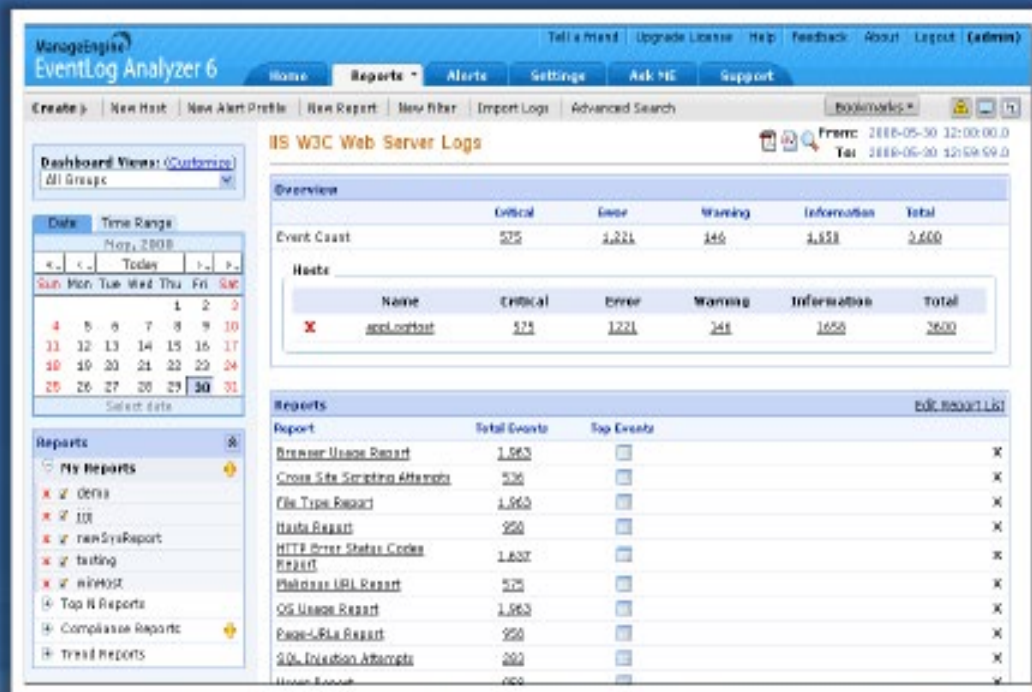 Tell a friend | Upgrade License | Help | Feedback | About | Logout (admin)
ManageEngine
EventLog Analyzer 6
Home Reports Alerts Settings Ask ME Support
Create New Host | New Alert Profile | New Report | New Filter | Import Logs | Advanced Search Bookmarks
Dashboard Views: (Customize)
All Groups
Date Time Range
May, 2008
Today
Sun Mon Tue Wed Thu Fri Sat
1 2 3
4 5 6 7 8 9 10
11 12 13 14 15 16 17
18 19 20 21 22 23 24
25 26 27 28 29 30 31
Select date
Reports
My Reports
demo
newSysReport
testing
winHost
Top N Reports
Compliance Reports
Trend Reports
IIS W3C Web Server Logs
From: 2008-05-30 12:00:00.0
To: 2008-05-30 12:59:59.0
Overview
Critical Error Warning Information Total
Event Count 575 1,221 146 1,658 3,600
Hosts
Name Critical Error Warning Information Total
appLogHost 575 1221 146 1658 3600
Reports Edit Report List
Report Total Events Top Events
Browser Usage Report 1,963
Cross Site Scripting Attempts 536
File Type Report 1,963
Hosts Report 958
HTTP Error Status Codes
Report 1,637
Malicious URL Report 575
OS Usage Report 1,963
Page-URLs Report 958
SQL Injection Attempts 283
Users Report